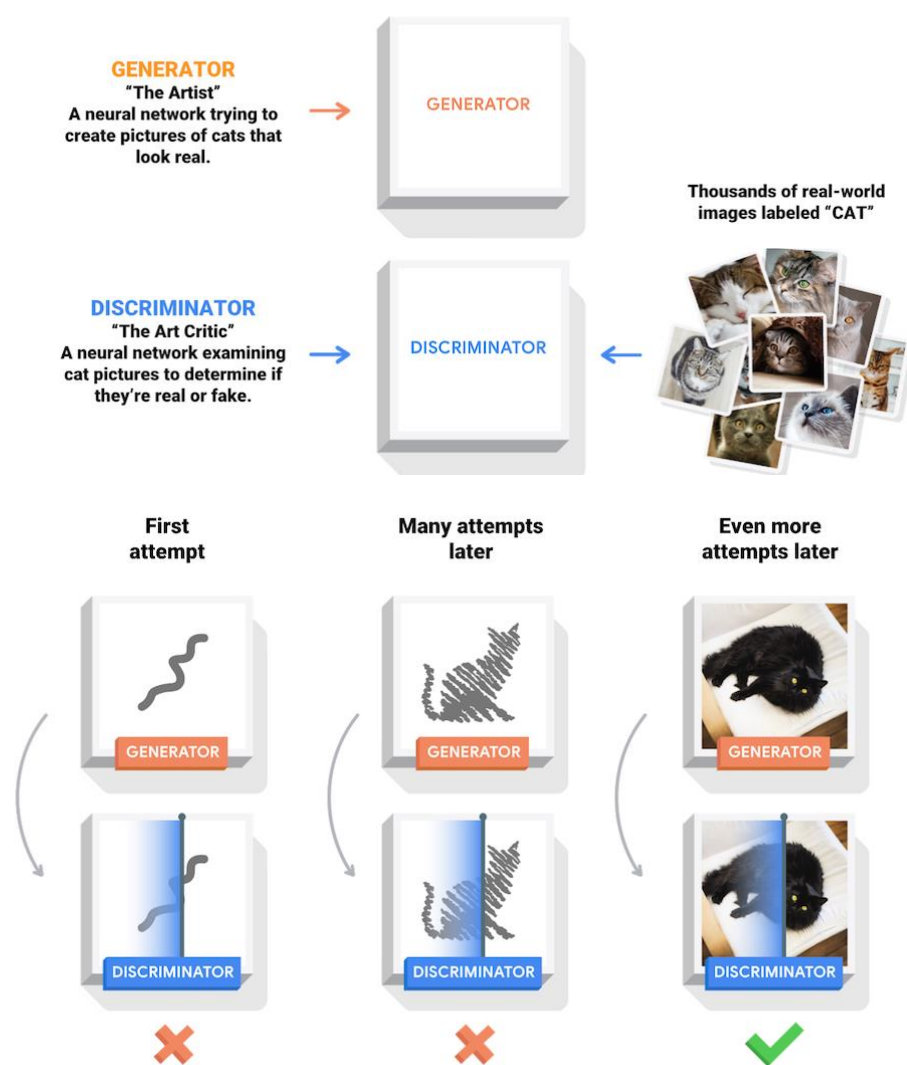 GENERATOR
“The Artist”
A neural network trying to
create pictures of cats that
look real.
GENERATOR
Thousands of real-world
images labeled “CAT”
DISCRIMINATOR
“The Art Critic”
A neural network examining
cat pictures to determine if
they’re real or fake.
DISCRIMINATOR
First
attempt
Many attempts
later
Even more
attempts later
GENERATOR
GENERATOR
GENERATOR
DISCRIMINATOR
DISCRIMINATOR
DISCRIMINATOR